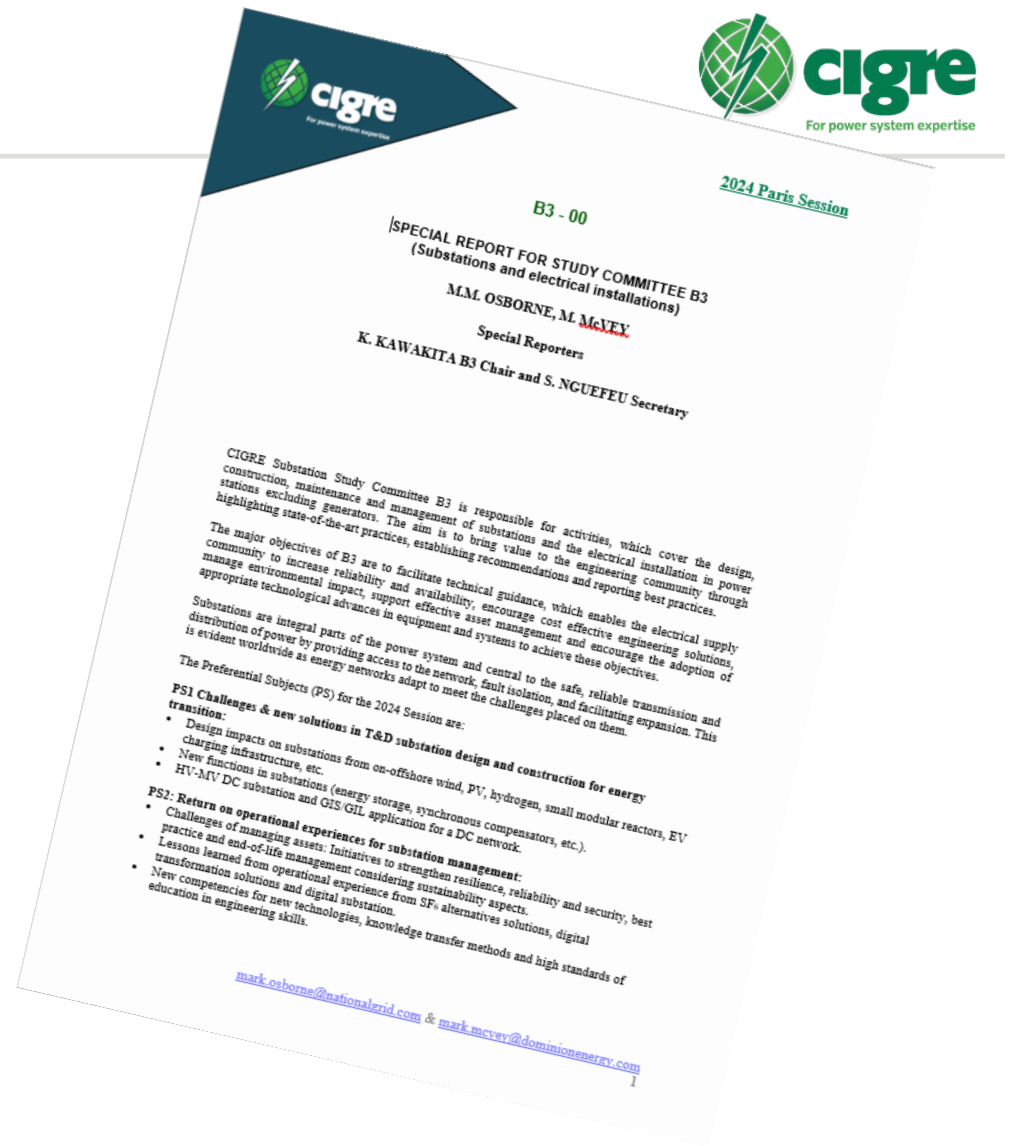 cigre
For power system expertise
cigre
For power system expertise
2024 Paris Session
B3 - 00
SPECIAL REPORT FOR STUDY COMMITTEE B3
(Substations and electrical installations)
M.M. OSBORNE, M. McVEY
Special Reporters
K. KAWAKITA B3 Chair and S. NGUEFEU Secretary
CIGRE Substation Study Committee B3 is responsible for activities, which cover the design,
construction, maintenance and management of substations and the electrical installation in power
stations excluding generators. The aim is to bring value to the engineering community through
highlighting state-of-the-art practices, establishing recommendations and reporting best practices.
The major objectives of B3 are to facilitate technical guidance, which enables the electrical supply
community to increase reliability and availability, encourage cost effective engineering solutions,
manage environmental impact, support effective asset management and encourage the adoption of
appropriate technological advances in equipment and systems to achieve these objectives.
Substations are integral parts of the power system and central to the safe, reliable transmission and
distribution of power by providing access to the network, fault isolation, and facilitating expansion. This
is evident worldwide as energy networks adapt to meet the challenges placed on them.
The Preferential Subjects (PS) for the 2024 Session are:
PS1 Challenges & new solutions in T&D substation design and construction for energy
transition:
• Design impacts on substations from on-offshore wind, PV, hydrogen, small modular reactors, EV
charging infrastructure, etc.
• New functions in substations (energy storage, synchronous compensators, etc.).
• HV-MV DC substation and GIS/GIL application for a DC network.
PS2: Return on operational experiences for substation management:
• Challenges of managing assets: Initiatives to strengthen resilience, reliability and security, best
practice and end-of-life management considering sustainability aspects.
• Lessons learned from operational experience from SF₆ alternatives solutions, digital
transformation solutions and digital substation.
• New competencies for new technologies, knowledge transfer methods and high standards of
education in engineering skills.
mark.osborne@nationalgrid.com & mark.mcvey@dominionenergy.com
1